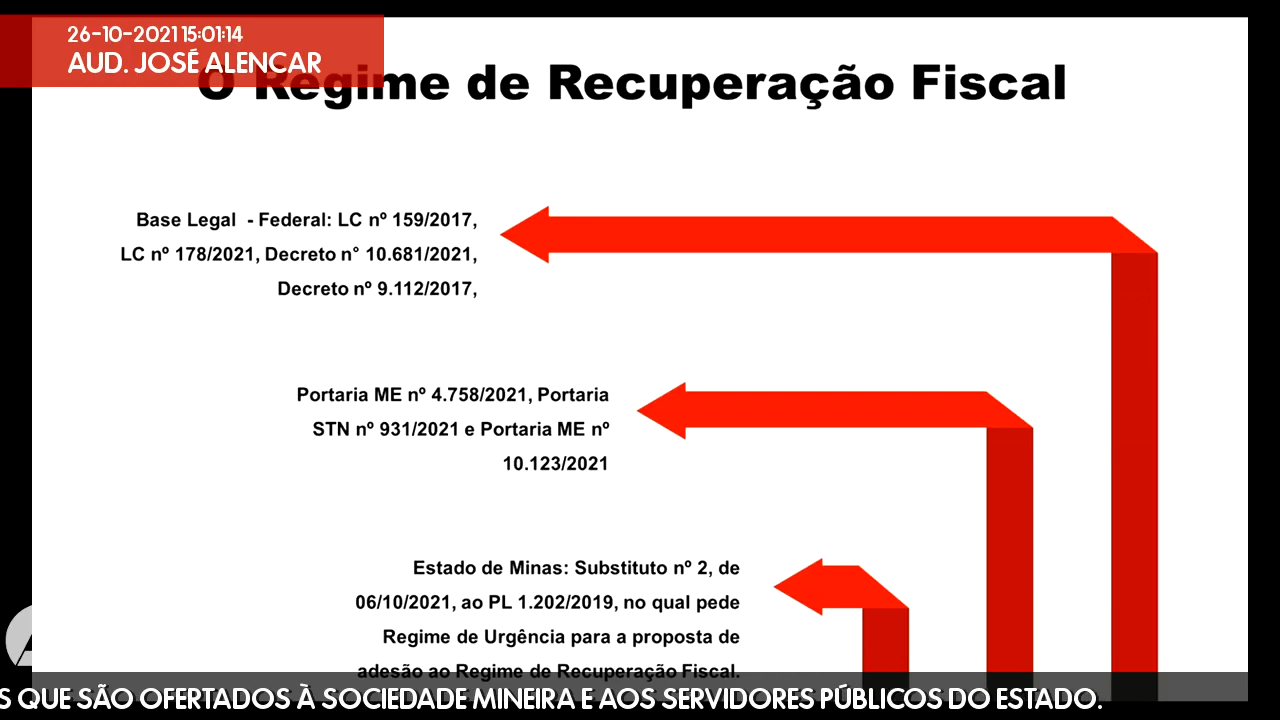 26-10-2021 15:01:14
AUD. JOSÉ ALENCAR
O Regime de Recuperação Fiscal
Base Legal - Federal: LC nº 159/2017,
LC nº 178/2021, Decreto n° 10.681/2021,
Decreto nº 9.112/2017,
Portaria ME nº 4.758/2021, Portaria
STN nº 931/2021 e Portaria ME nº
10.123/2021
Estado de Minas: Substituto nº 2, de
06/10/2021, ao PL 1.202/2019, no qual pede
Regime de Urgência para a proposta de
adesão ao Regime de Recuperação Fiscal.
S QUE SÃO OFERTADOS À SOCIEDADE MINEIRA E AOS SERVIDORES PÚBLICOS DO ESTADO.